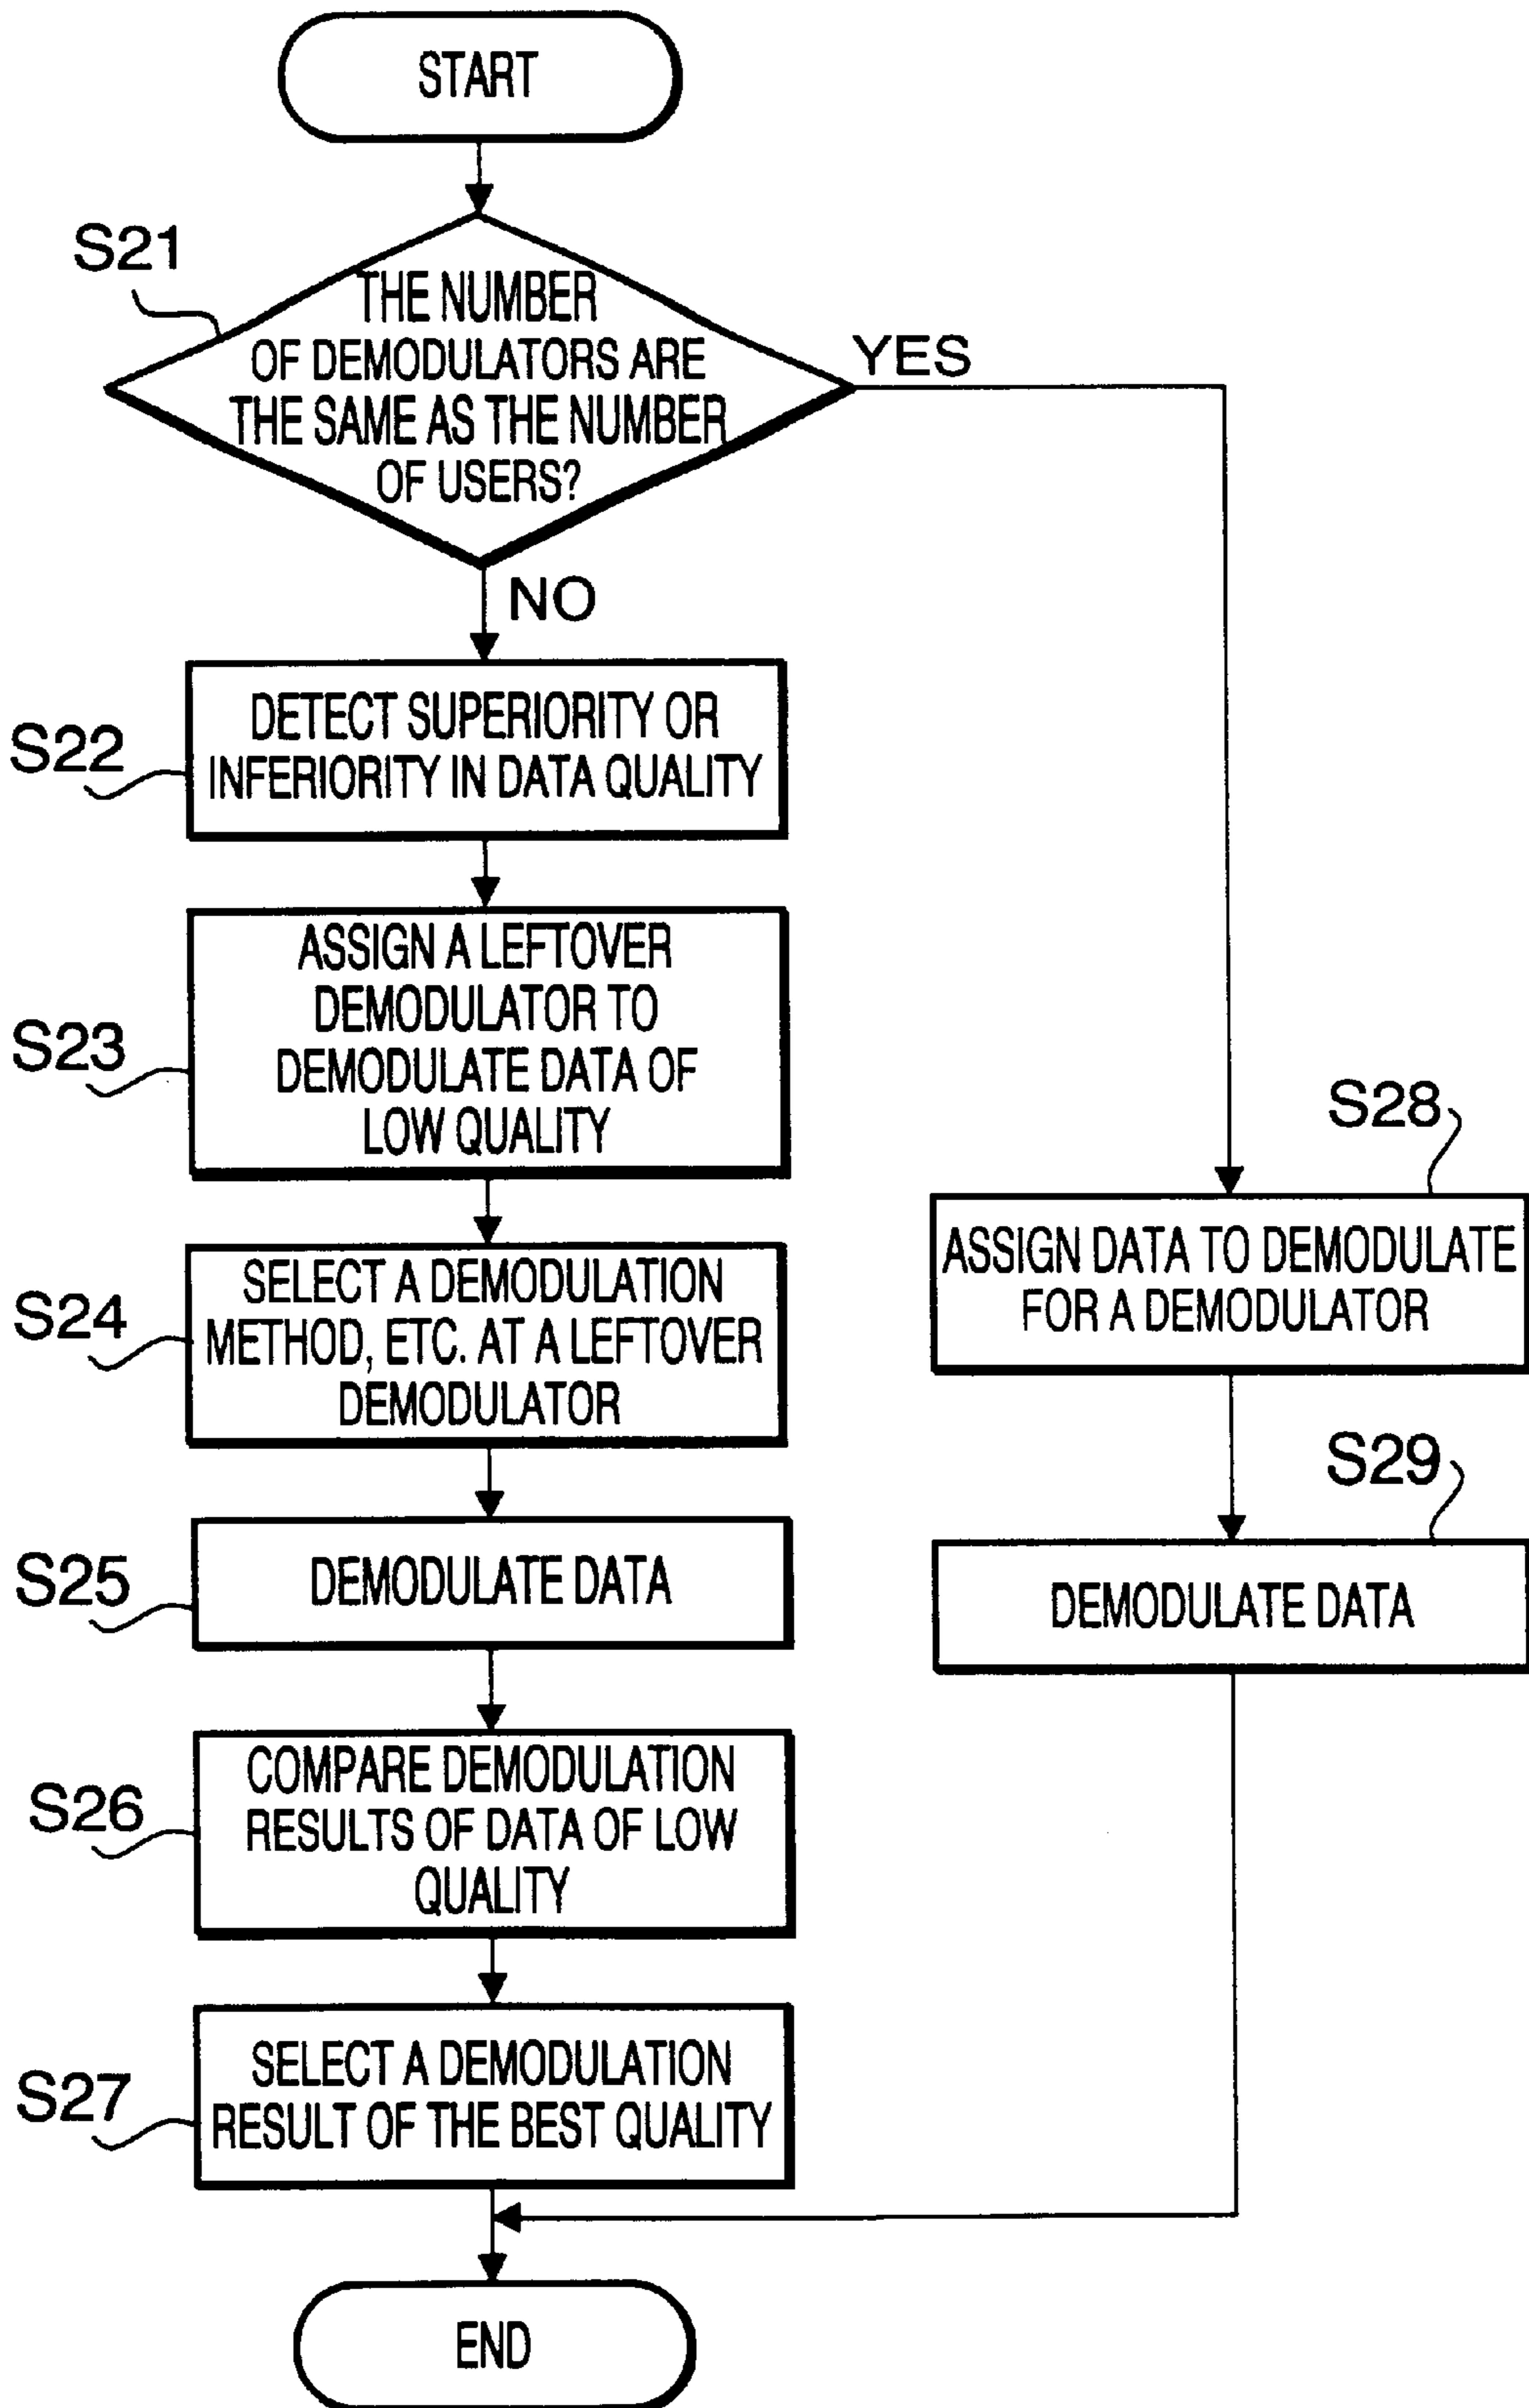 START
S21
THE NUMBER
OF DEMODULATORS ARE
THE SAME AS THE NUMBER
OF USERS?
YES
NO
S22
DETECT SUPERIORITY OR
INFERIORITY IN DATA QUALITY
S23
ASSIGN A LEFTOVER
DEMODULATOR TO
DEMODULATE DATA OF
LOW QUALITY
S24
SELECT A DEMODULATION
METHOD, ETC. AT A LEFTOVER
DEMODULATOR
S25
DEMODULATE DATA
S26
COMPARE DEMODULATION
RESULTS OF DATA OF LOW
QUALITY
S27
SELECT A DEMODULATION
RESULT OF THE BEST QUALITY
S28
ASSIGN DATA TO DEMODULATE
FOR A DEMODULATOR
S29
DEMODULATE DATA
END